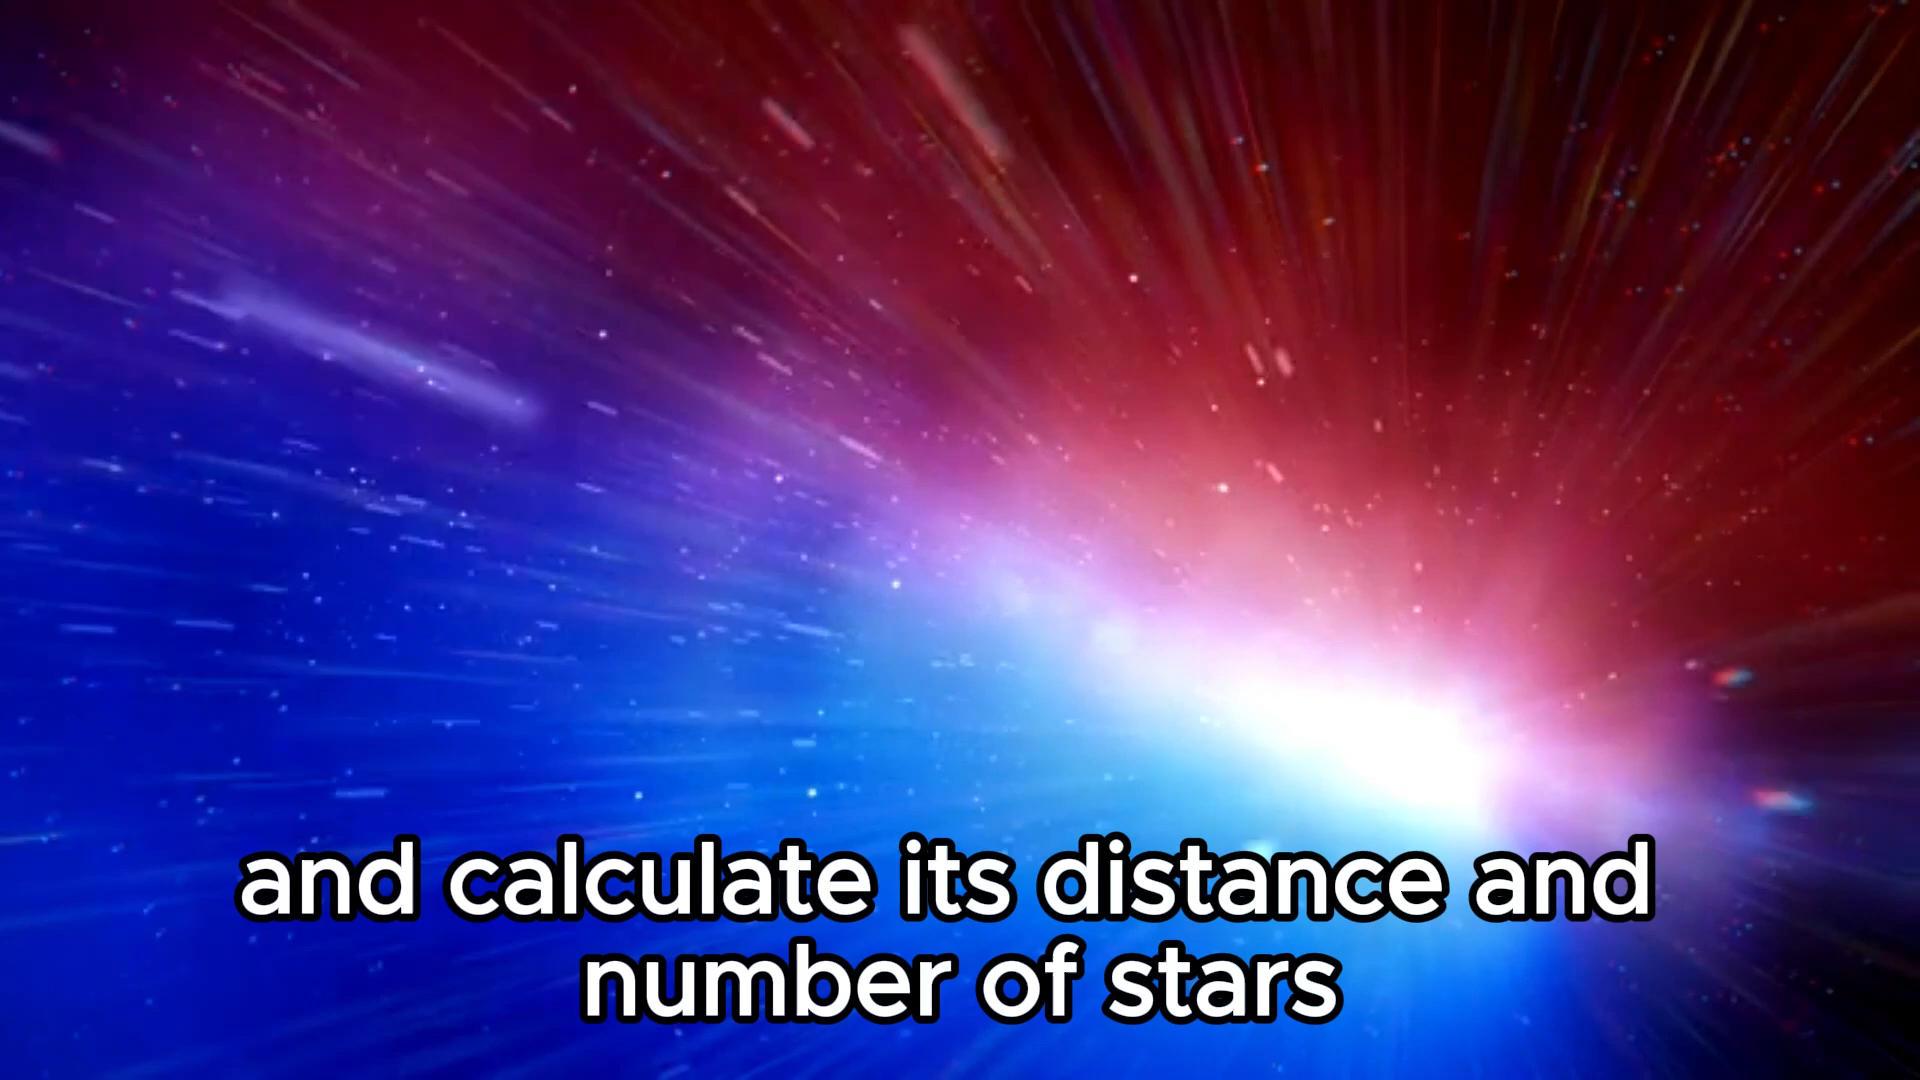 and calculate its distance and
number of stars